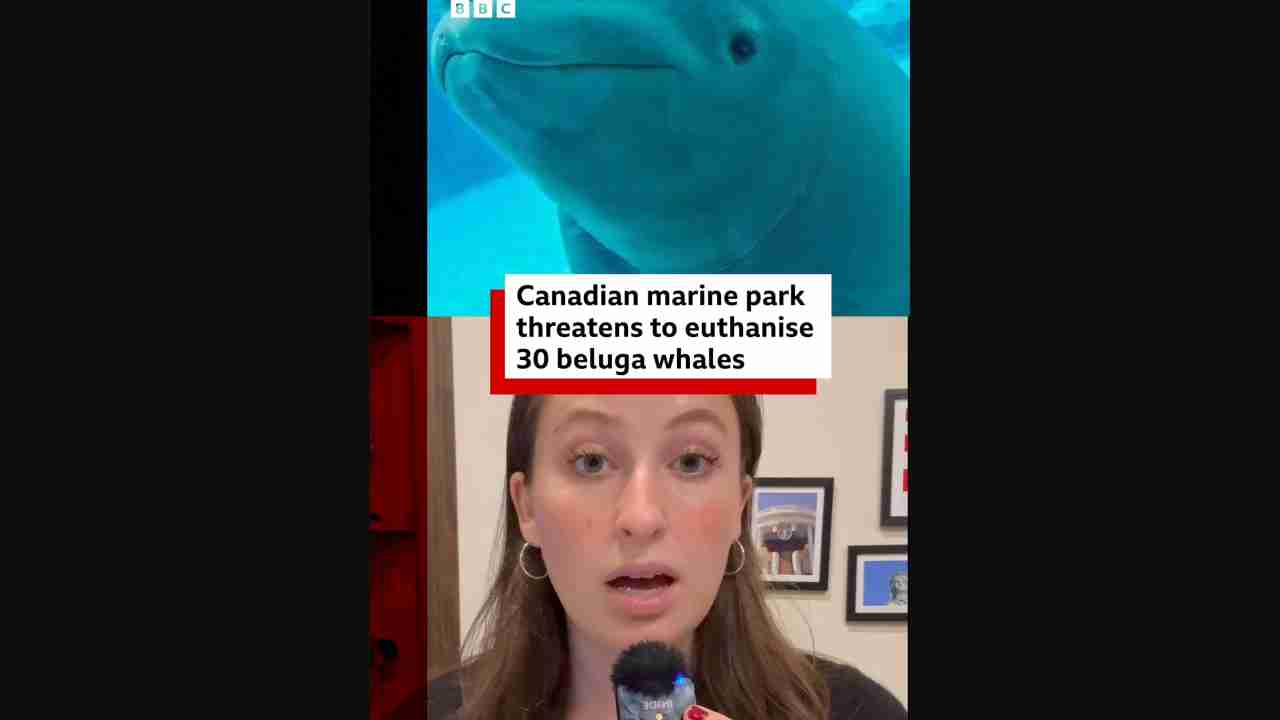 BBC
Canadian marine park
threatens to euthanise
30 beluga whales